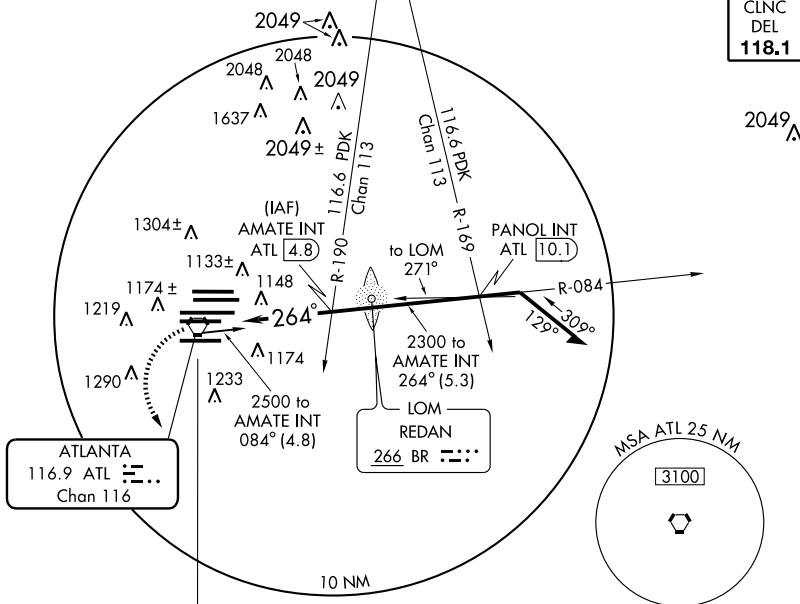 2049
CLNC
DEL
118.1
2048
2048
2049
1637
2049 ±
2049
116.6 PDK
Chan 113
R-190
116.6 PDK
Chan 113
R-169
(IAF)
AMATE INT
ATL 4.8
1304 ±
1133 ±
1148
1174 ±
1219
to LOM
271°
PANOL INT
ATL 10.1
R-084
264°
309°
129°
1174
2300 to
AMATE INT
264° (5.3)
1290
1233
2500 to
AMATE INT
084° (4.8)
LOM
REDAN
266 BR
ATLANTA
116.9 ATL
Chan 116
MSA ATL 25 NM
3100
10 NM